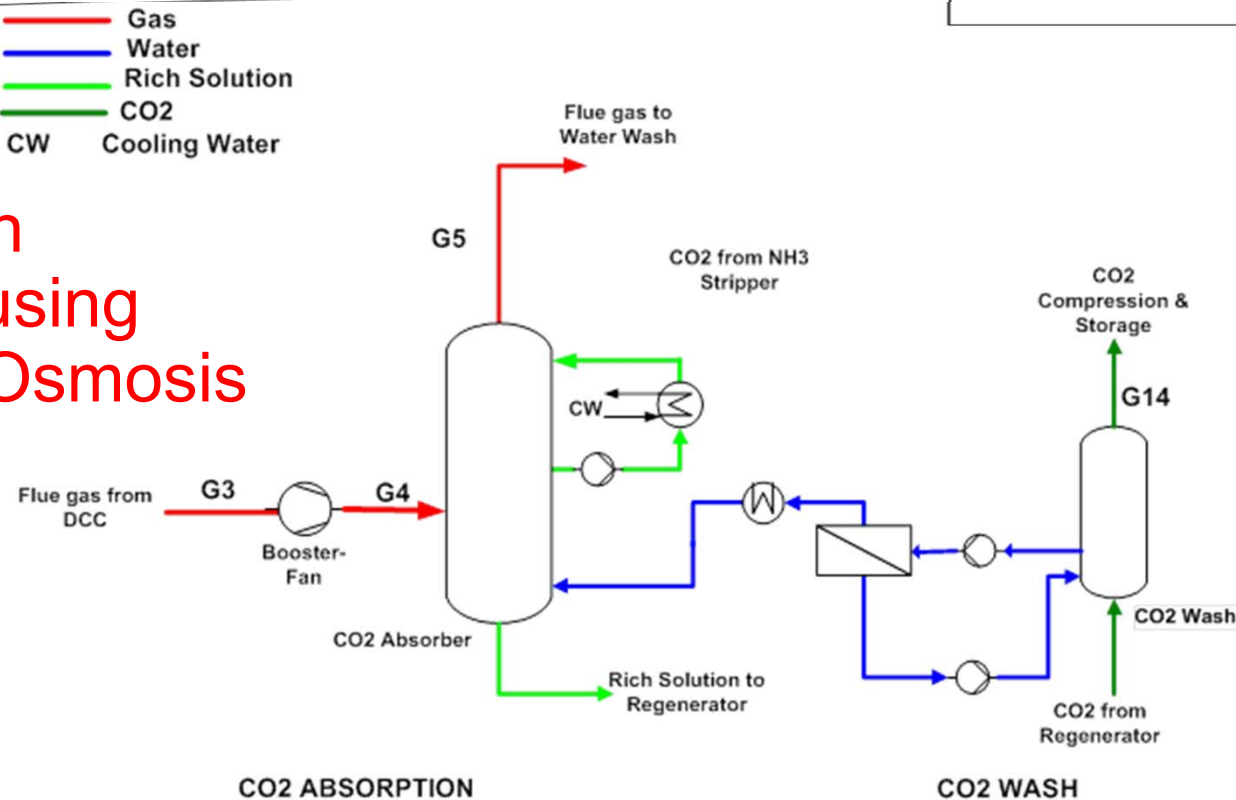 Gas
Water
Rich Solution
CO2
CW Cooling Water
n
using
Osmosis
Flue gas to
Water Wash
G5
CO2 from NH3
Stripper
CO2
Compression &
Storage
G14
CW
Flue gas from
DCC
G3
G4
Booster-
Fan
CO2 Absorber
CO2 Wash
Rich Solution to
Regenerator
CO2 from
Regenerator
CO2 ABSORPTION
CO2 WASH